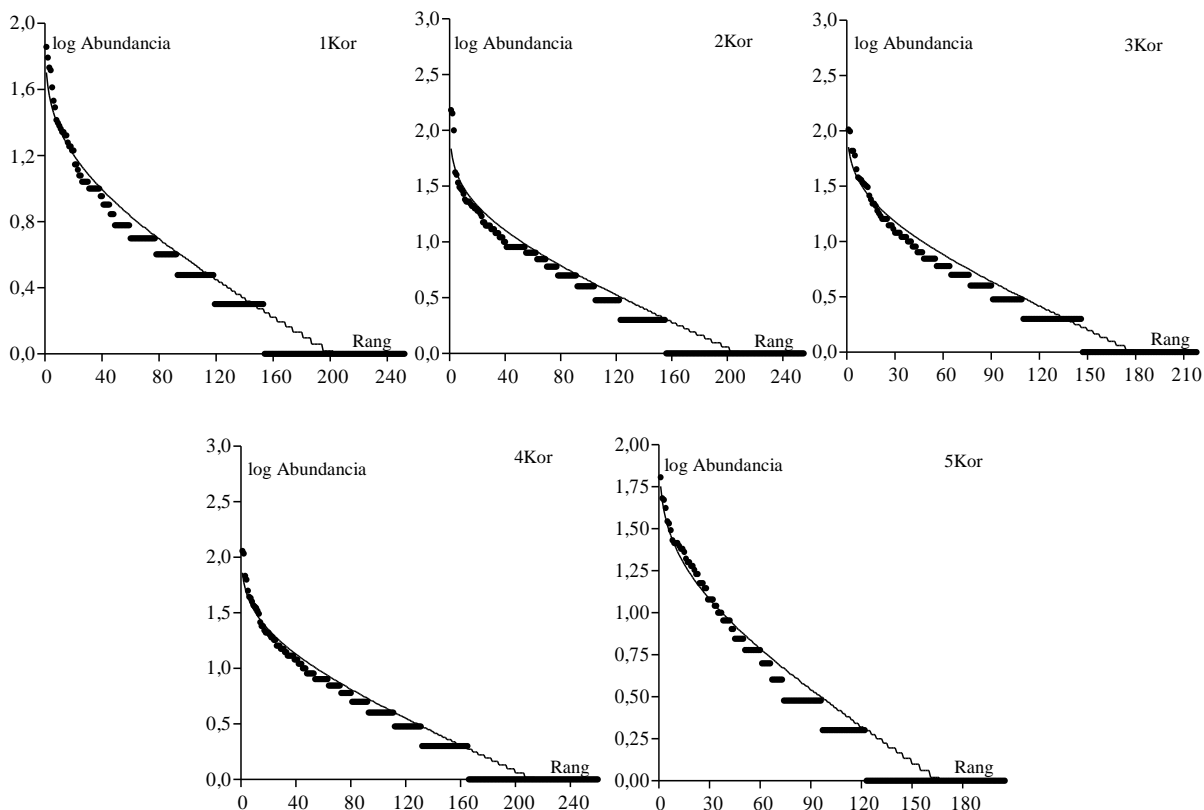 log Abundancia
1Kor
2,0
1,6
1,2
0,8
0,4
0,0
Rang
0 40 80 120 160 200 240
log Abundancia
2Kor
3,0
2,5
2,0
1,5
1,0
0,5
0,0
Rang
0 40 80 120 160 200 240
log Abundancia
3Kor
3,0
2,5
2,0
1,5
1,0
0,5
0,0
Rang
0 30 60 90 120 150 180 210
log Abundancia
4Kor
3,0
2,5
2,0
1,5
1,0
0,5
0,0
Rang
0 40 80 120 160 200 240
log Abundancia
5Kor
2,00
1,75
1,50
1,25
1,00
0,75
0,50
0,25
0,00
Rang
0 30 60 90 120 150 180